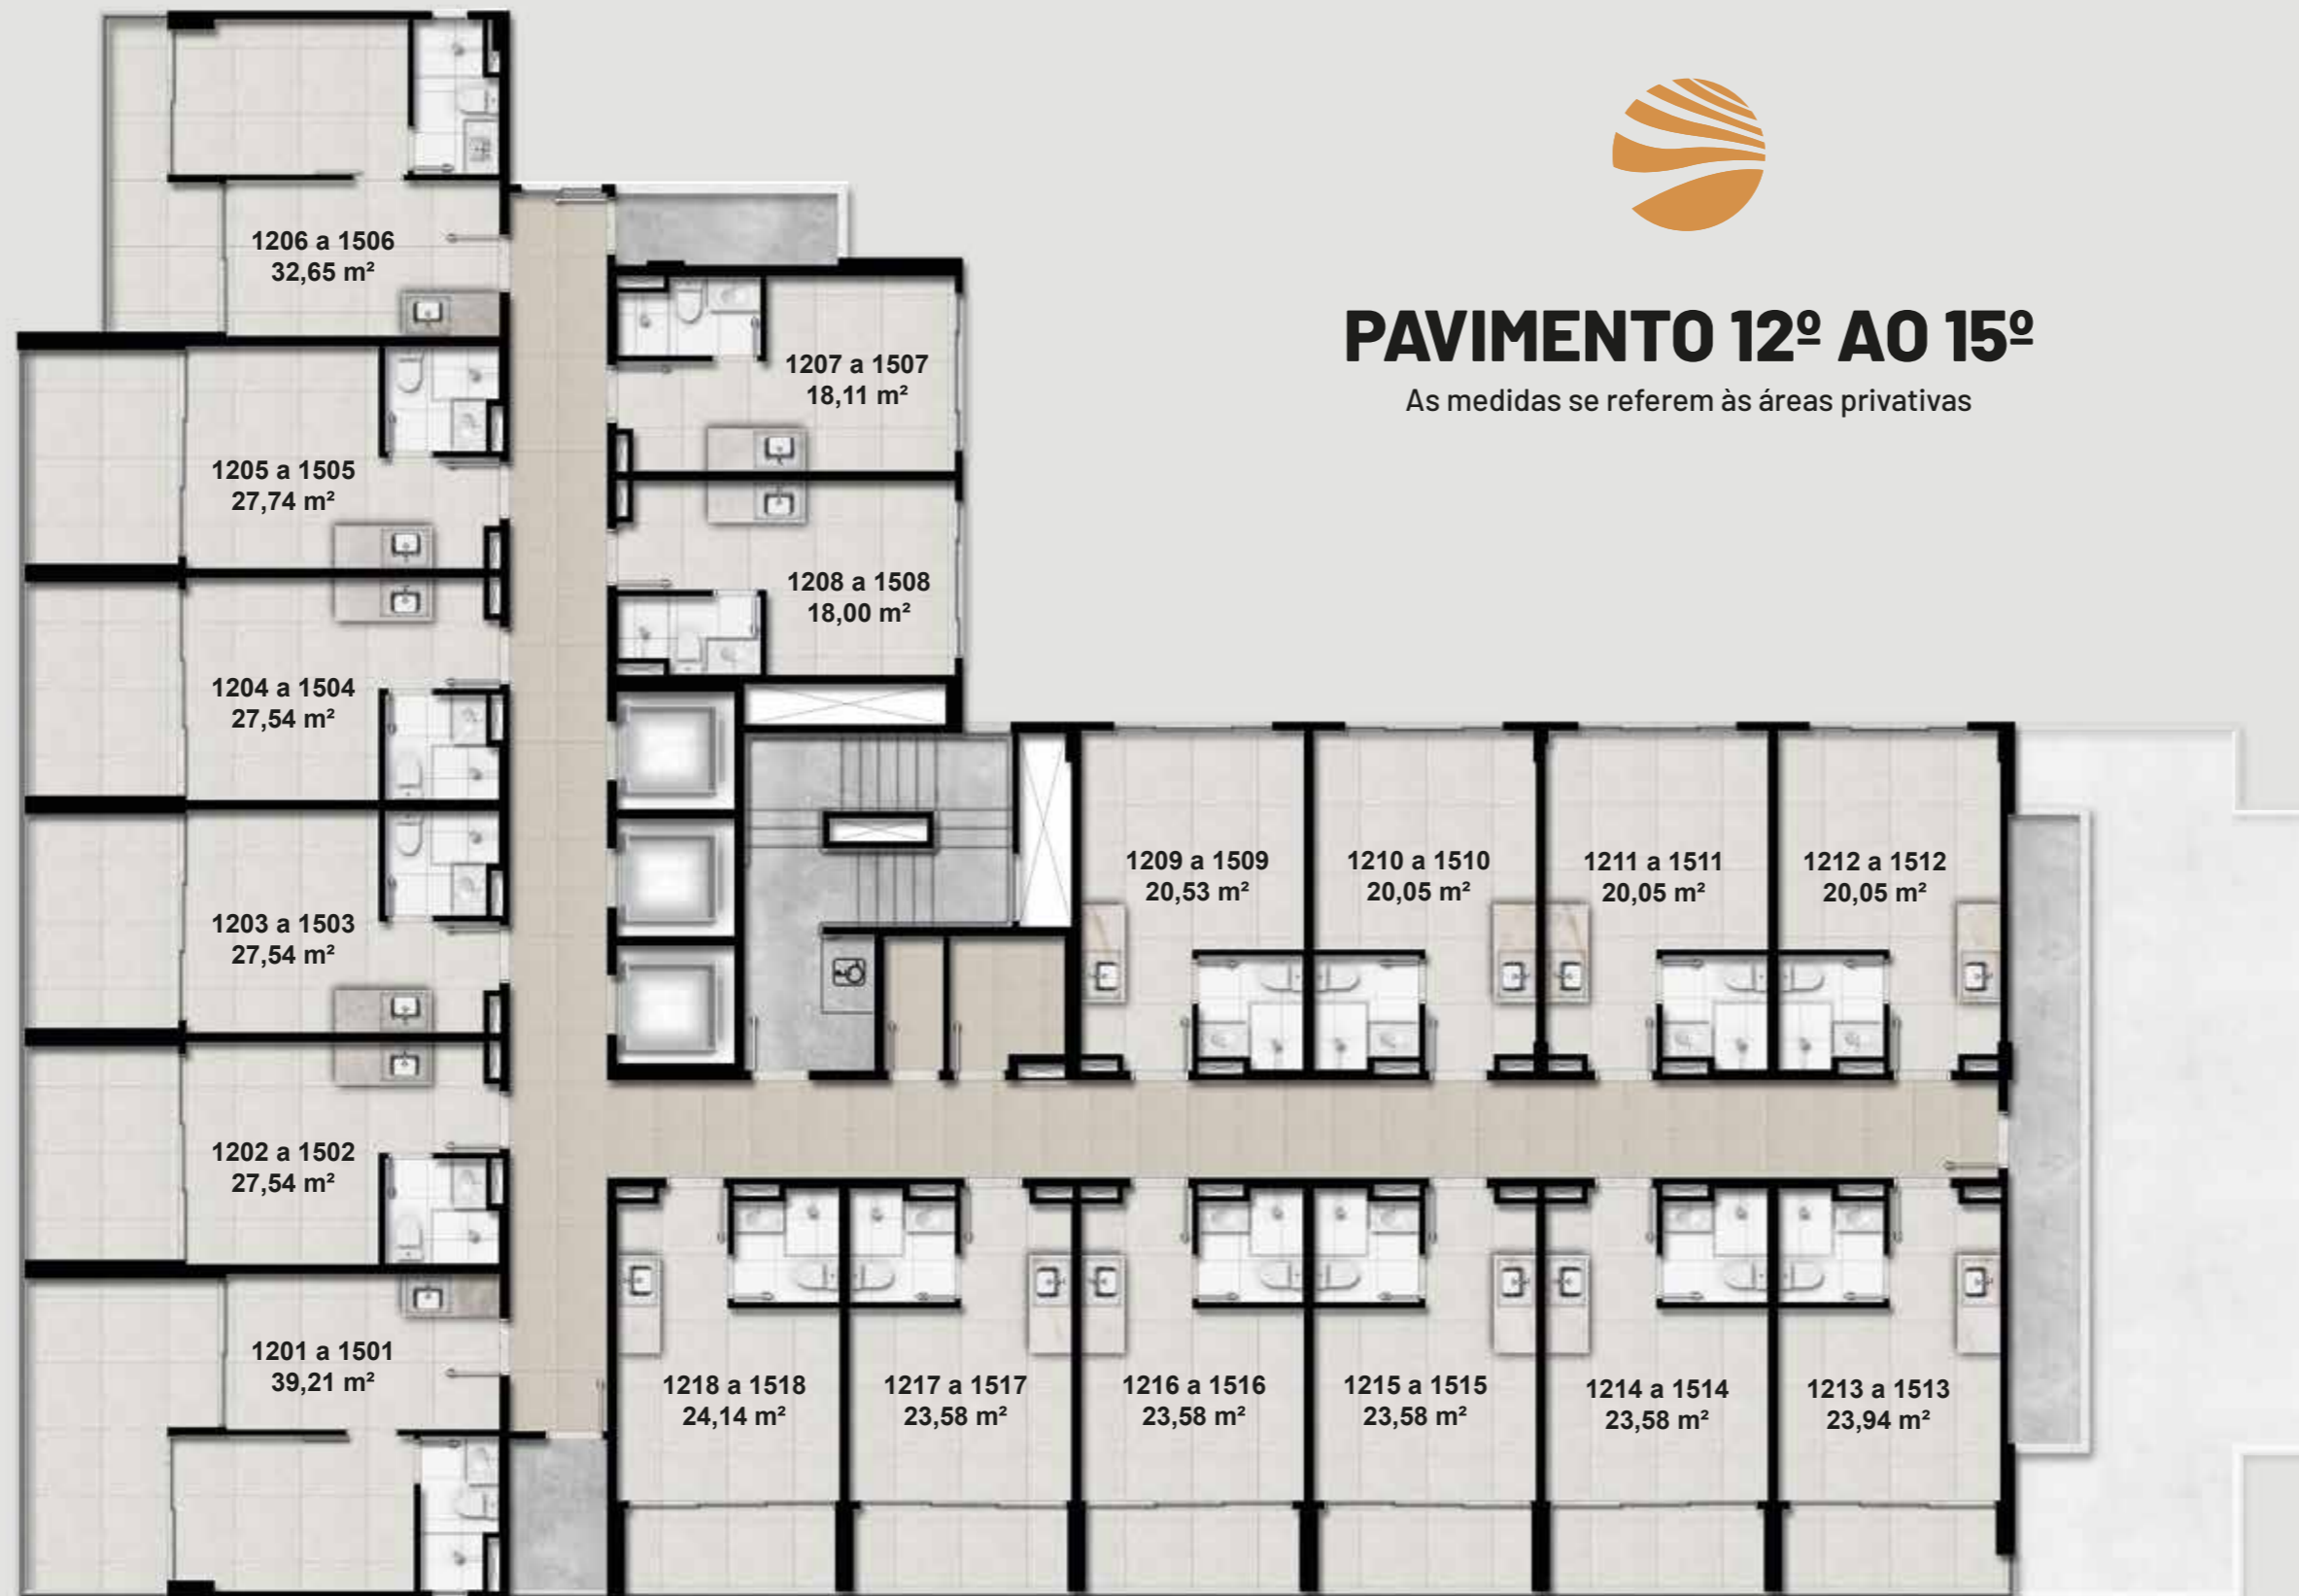 PAVIMENTO 12º AO 15º
As medidas se referem às áreas privativas
1206 a 1506
32,65 m²
1207 a 1507
18,11 m²
1205 a 1505
27,74 m²
1208 a 1508
18,00 m²
1204 a 1504
27,54 m²
1209 a 1509
20,53 m²
1210 a 1510
20,05 m²
1211 a 1511
20,05 m²
1212 a 1512
20,05 m²
1203 a 1503
27,54 m²
1202 a 1502
27,54 m²
1201 a 1501
39,21 m²
1218 a 1518
24,14 m²
1217 a 1517
23,58 m²
1216 a 1516
23,58 m²
1215 a 1515
23,58 m²
1214 a 1514
23,58 m²
1213 a 1513
23,94 m²